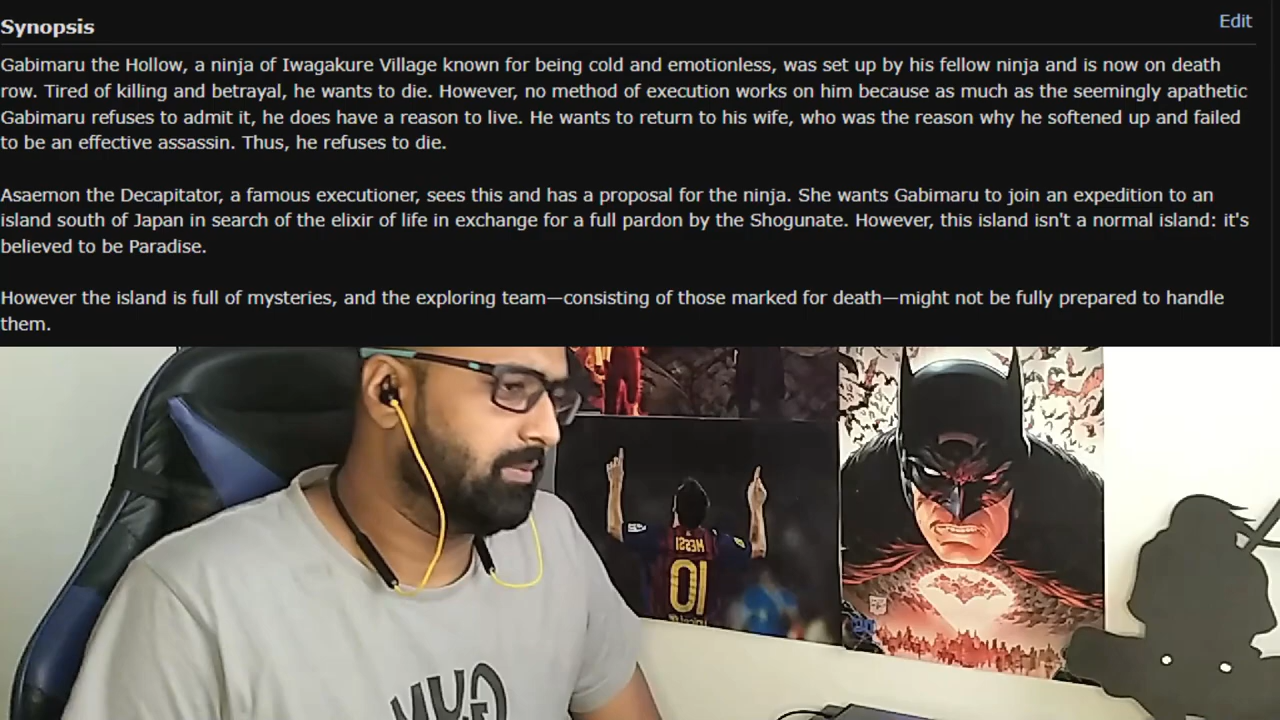 Synopsis
Edit
Gabimaru the Hollow, a ninja of Iwagakure Village known for being cold and emotionless, was set up by his fellow ninja and is now on death
row. Tired of killing and betrayal, he wants to die. However, no method of execution works on him because as much as the seemingly apathetic
Gabimaru refuses to admit it, he does have a reason to live. He wants to return to his wife, who was the reason why he softened up and failed
to be an effective assassin. Thus, he refuses to die.
Asaemon the Decapitator, a famous executioner, sees this and has a proposal for the ninja. She wants Gabimaru to join an expedition to an
island south of Japan in search of the elixir of life in exchange for a full pardon by the Shogunate. However, this island isn't a normal island: it's
believed to be Paradise.
However the island is full of mysteries, and the exploring team—consisting of those marked for death—might not be fully prepared to handle
them.
MESSI
10